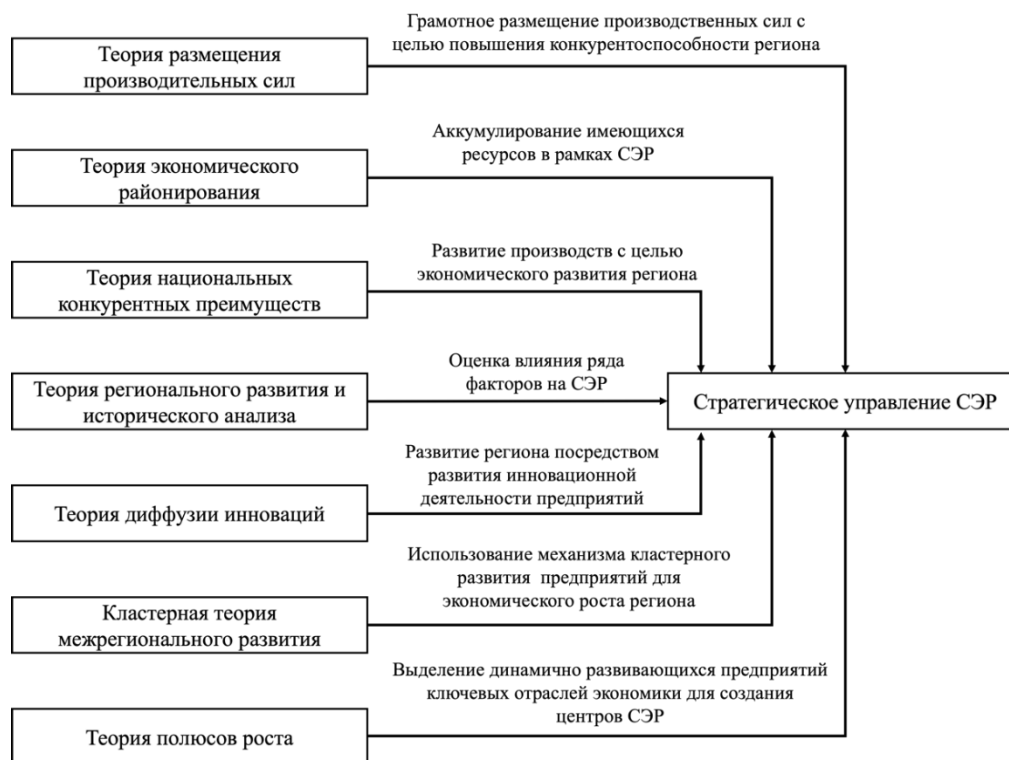 Грамотное размещение производственных сил с
целью повышения конкурентоспособности региона
Теория размещения
производительных сил
Аккумулирование имеющихся
ресурсов в рамках СЭР
Теория экономического
районирования
Развитие производств с целью
экономического развития региона
Теория национальных
конкурентных преимуществ
Оценка влияния ряда
факторов на СЭР
Теория регионального развития и
исторического анализа
Стратегическое управление СЭР
Развитие региона посредством
развития инновационной
деятельности предприятий
Теория диффузии инноваций
Использование механизма кластерного
развития предприятий для
экономического роста региона
Кластерная теория
межрегионального развития
Выделение динамично развивающихся предприятий
ключевых отраслей экономики для создания
центров СЭР
Теория полюсов роста